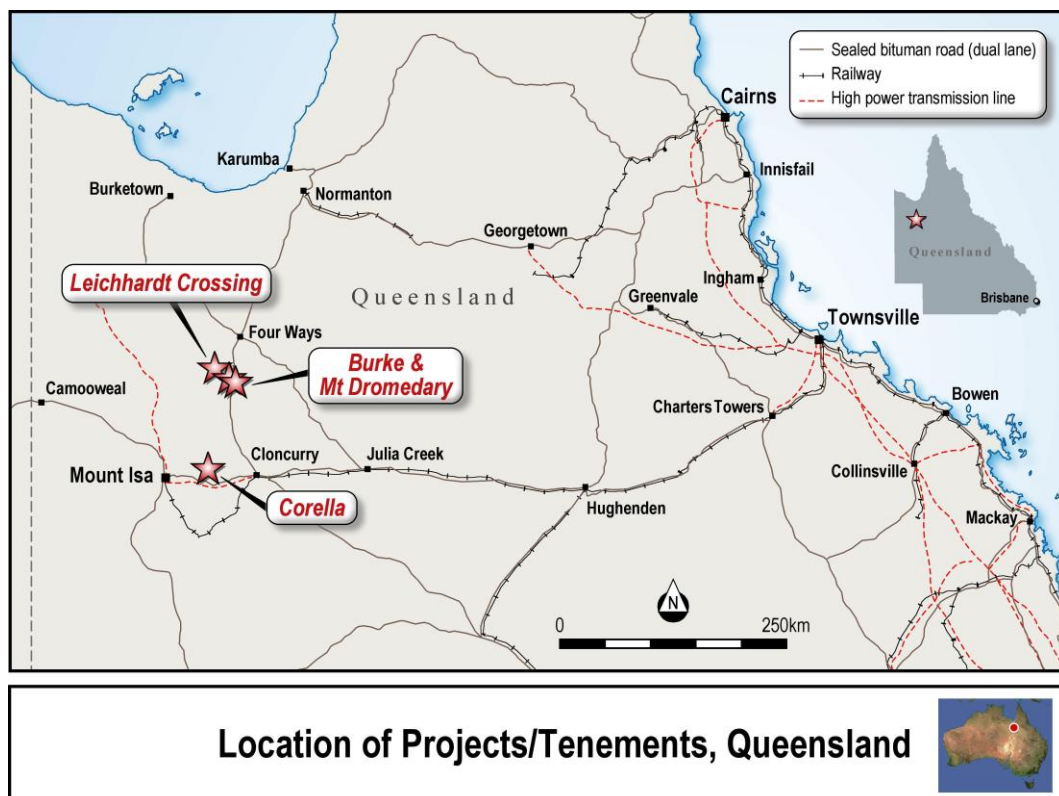 Sealed bituman road (dual lane)
Railway
High power transmission line
Cairns
Karumba
Innisfail
Burketown
Normanton
Georgetown
Queensland
Leichhardt Crossing
Ingham
Queensland
Greenvale
Brisbane
Townsville
Four Ways
Burke &
Mt Dromedary
Camooweal
Charters Towers
Bowen
Cloncurry
Julia Creek
Mount Isa
Collinsville
Corella
Hughenden
Mackay
N
0 250km
Location of Projects/Tenements, Queensland